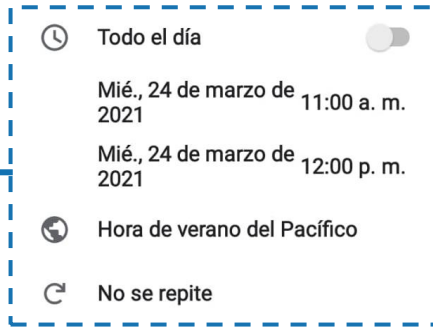 Todo el día
Mié., 24 de marzo de
2021
11:00 a. m.
Mié., 24 de marzo de
2021
12:00 p. m.
Hora de verano del Pacífico
No se repite